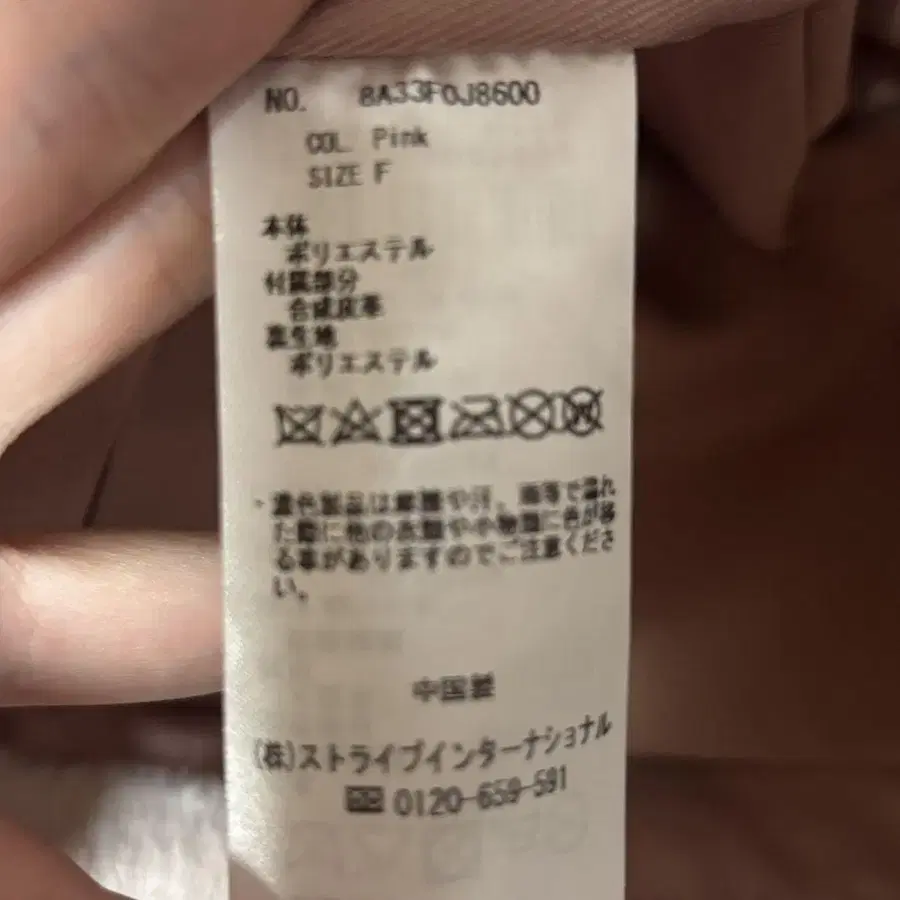 NO. 8A33F0J8600
COL. Pink
SIZE F
本体
ポリエステル
付属部分
合成皮革
裏生地
ポリエステル
・濃色製品は摩擦や汗、雨等で濡れ
た際に他の衣類や小物類に色が移
る事がありますのでご注意くださ
い。
中国製
(株)ストライプインターナショナル
0120-659-591